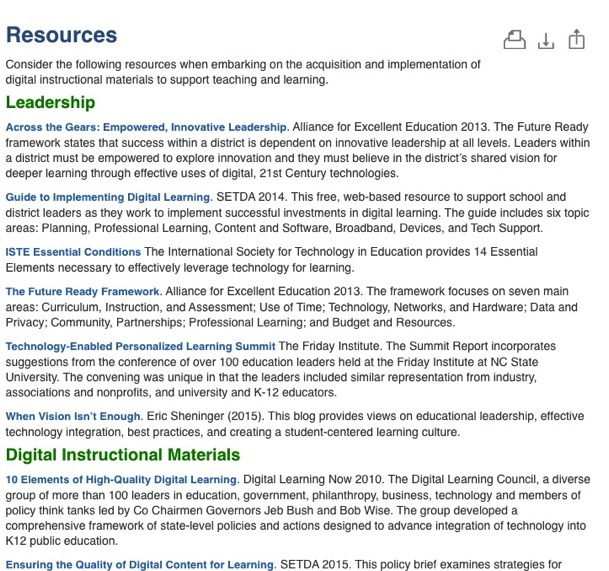 Resources
Consider the following resources when embarking on the acquisition and implementation of
digital instructional materials to support teaching and learning.
Leadership
Across the Gears: Empowered, Innovative Leadership. Alliance for Excellent Education 2013. The Future Ready
framework states that success within a district is dependent on innovative leadership at all levels. Leaders within
a district must be empowered to explore innovation and they must believe in the district's shared vision for
deeper learning through effective uses of digital, 21st Century technologies.
Guide to Implementing Digital Learning. SETDA 2014. This free, web-based resource to support school and
district leaders as they work to implement successful investments in digital learning. The guide includes six topic
areas: Planning, Professional Learning, Content and Software, Broadband, Devices, and Tech Support.
ISTE Essential Conditions The International Society for Technology in Education provides 14 Essential
Elements necessary to effectively leverage technology for learning.
The Future Ready Framework. Alliance for Excellent Education 2013. The framework focuses on seven main
areas: Curriculum, Instruction, and Assessment; Use of Time; Technology, Networks, and Hardware; Data and
Privacy; Community, Partnerships; Professional Learning; and Budget and Resources.
Technology-Enabled Personalized Learning Summit The Friday Institute. The Summit Report incorporates
suggestions from the conference of over 100 education leaders held at the Friday Institute at NC State
University. The convening was unique in that the leaders included similar representation from industry,
associations and nonprofits, and university and K-12 educators.
When Vision Isn't Enough. Eric Sheninger (2015). This blog provides views on educational leadership, effective
technology integration, best practices, and creating a student-centered learning culture.
Digital Instructional Materials
10 Elements of High-Quality Digital Learning. Digital Learning Now 2010. The Digital Learning Council, a diverse
group of more than 100 leaders in education, government, philanthropy, business, technology and members of
policy think tanks led by Co Chairmen Governors Jeb Bush and Bob Wise. The group developed a
comprehensive framework of state-level policies and actions designed to advance integration of technology into
K12 public education.
Ensuring the Quality of Digital Content for Learning. SETDA 2015. This policy brief examines strategies for